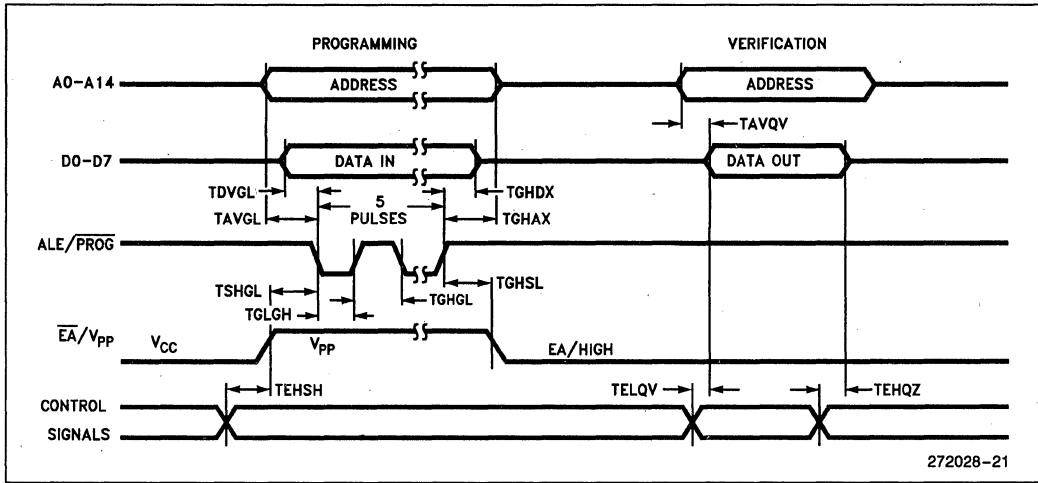 PROGRAMMING VERIFICATION
A0-A14 ADDRESS ADDRESS
TAVQV
D0-D7 DATA IN DATA OUT
TDVGL 5 TGHDX
TAVGL PULSES TGHAX
ALE/PROG
TSHGL TGHGL TGHSL
TGLGH
EA/VPP VCC VPP EA/HIGH
TEHSH TELQV TEHQZ
CONTROL
SIGNALS
272028-21